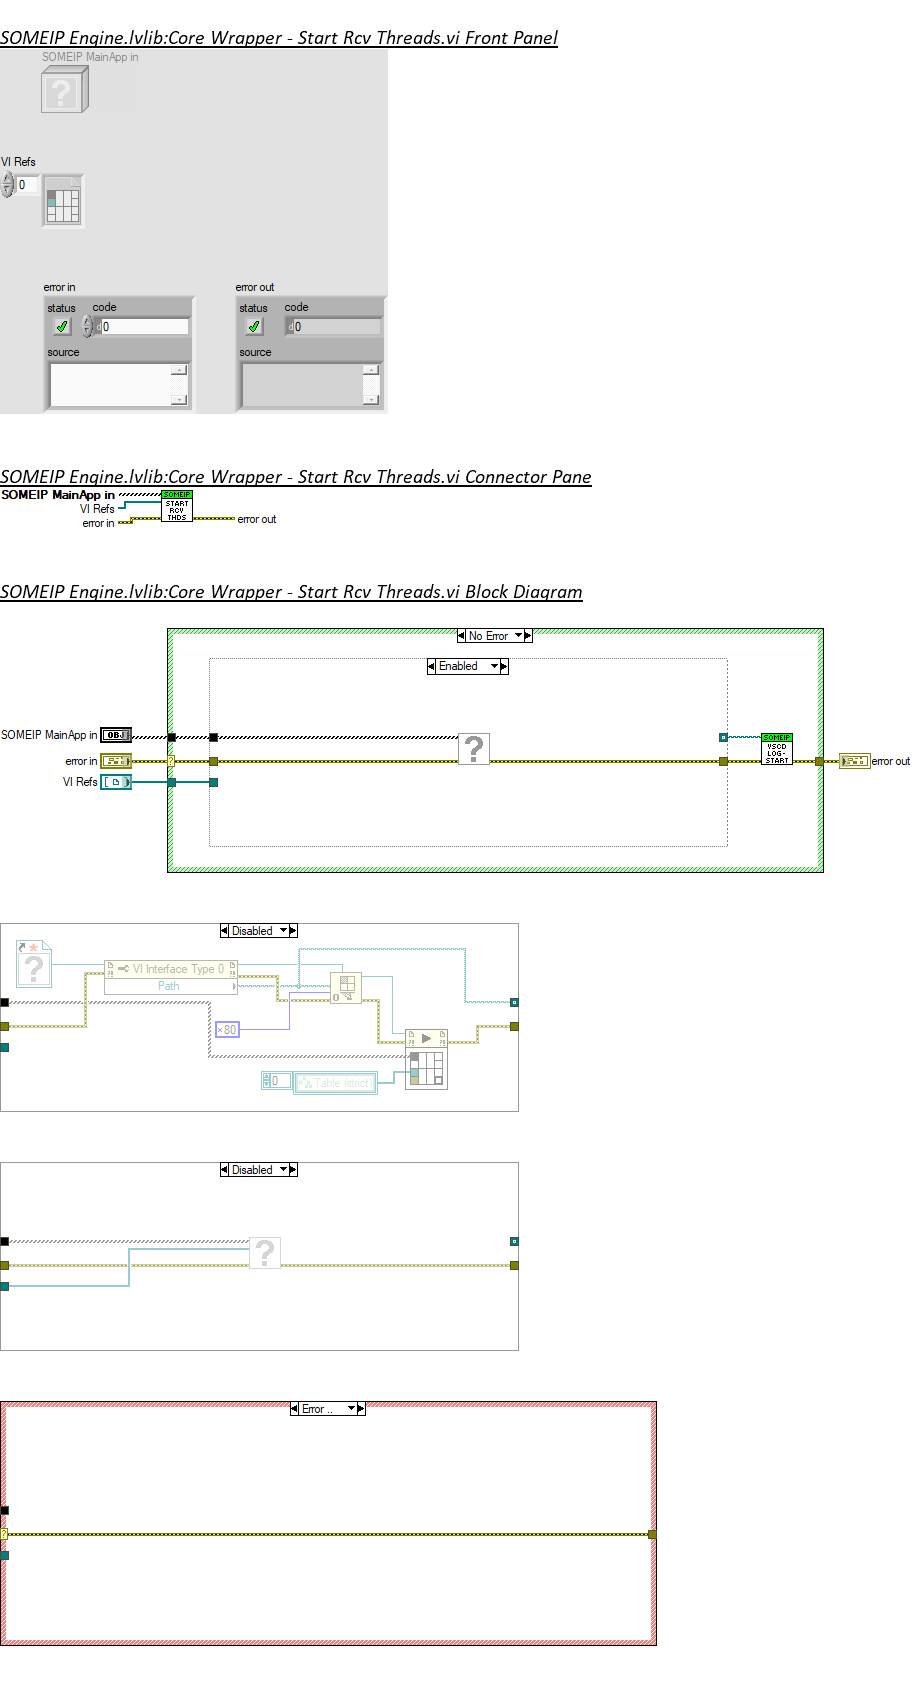 SOMEIP Engine.lvlib:Core Wrapper - Start Rcv Threads.vi Front Panel
SOMEIP MainApp in
?
VI Refs
0
error in
error out
status code
status code
d0
d0
source
source
SOMEIP Engine.lvlib:Core Wrapper - Start Rcv Threads.vi Connector Pane
SOMEIP MainApp in
VI Refs
error in
SOMEIP
START
RCV
THDS
error out
SOMEIP Engine.lvlib:Core Wrapper - Start Rcv Threads.vi Block Diagram
No Error
Enabled
SOMEIP MainApp in
OBJ
error in
?
VI Refs
?
SOMEIP
VSCD
LOG-
START
error out
Disabled
?
VI Interface Type 0
Path
0
×80
0
Table (strict)
Disabled
?
Error ..
?